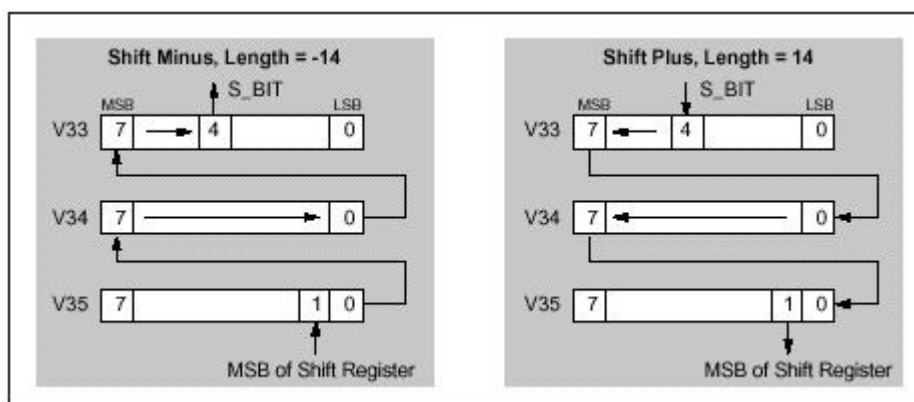 Shift Minus, Length = -14
S_BIT
MSB LSB
V33 7 4 0
V34 7 0
V35 7 1 0
MSB of Shift Register
Shift Plus, Length = 14
S_BIT
MSB LSB
V33 7 4 0
V34 7 0
V35 7 1 0
MSB of Shift Register